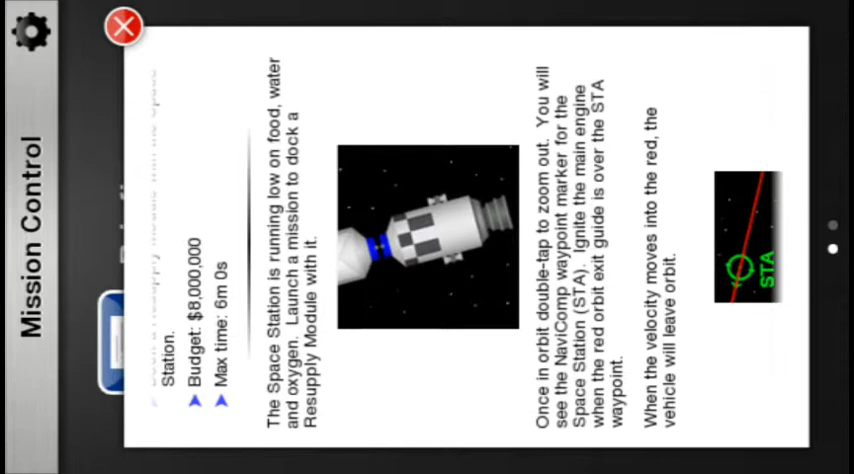 Mission Control
Station.
Budget: $8,000,000
Max time: 6m 0s
The Space Station is running low on food, water
and oxygen. Launch a mission to dock a
Resupply Module with it.
Once in orbit double-tap to zoom out. You will
see the NaviComp waypoint marker for the
Space Station (STA). Ignite the main engine
when the red orbit exit guide is over the STA
waypoint.
When the velocity moves into the red, the
vehicle will leave orbit.
STA